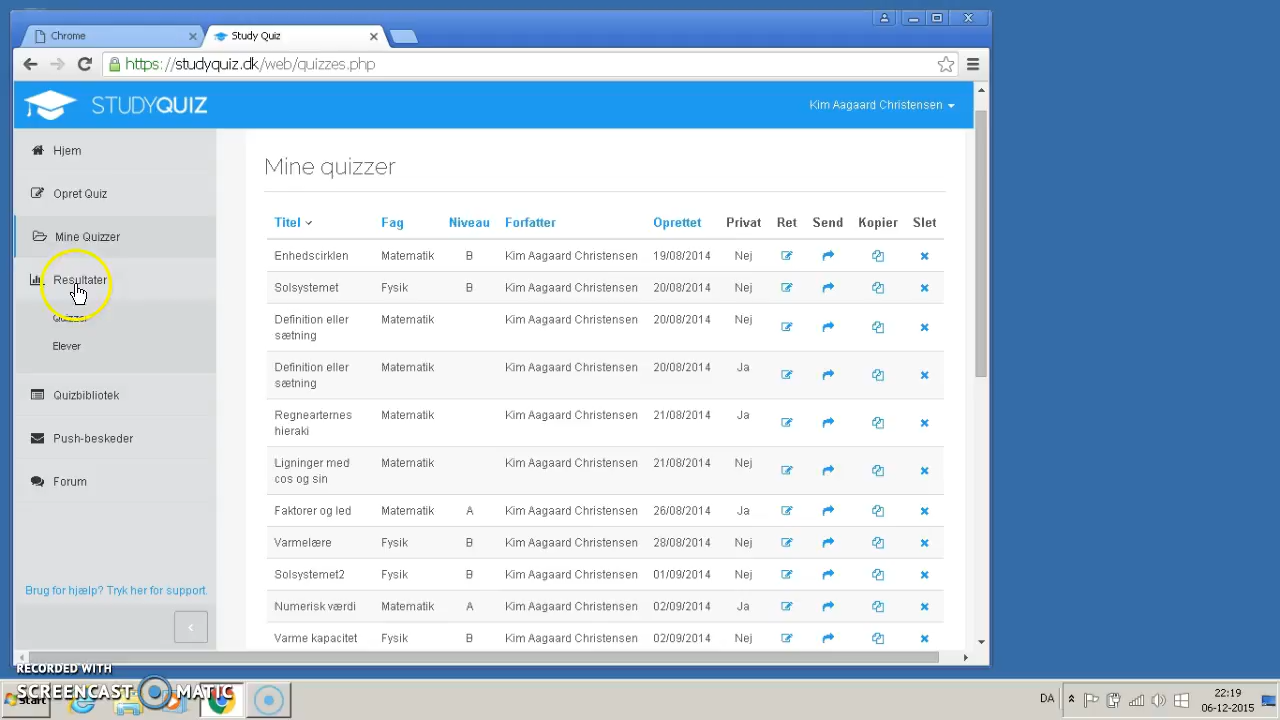 Chrome
Study Quiz
https://studyquiz.dk/web/quizzes.php
STUDYQUIZ
Kim Aagaard Christensen
Hjem
Opret Quiz
Mine Quizzer
Resultater
Quizzer
Elever
Quizbibliotek
Push-beskeder
Forum
Brug for hjælp? Tryk her for support.
Mine quizzer
Titel Fag Niveau Forfatter Oprettet Privat Ret Send Kopier Slet
Enhedscirklen Matematik B Kim Aagaard Christensen 19/08/2014 Nej
Solsystemet Fysik B Kim Aagaard Christensen 20/08/2014 Nej
Definition eller Matematik Kim Aagaard Christensen 20/08/2014 Nej
sætning
Definition eller Matematik Kim Aagaard Christensen 20/08/2014 Ja
sætning
Regnearternes Matematik Kim Aagaard Christensen 21/08/2014 Ja
hieraki
Ligninger med Matematik Kim Aagaard Christensen 21/08/2014 Nej
cos og sin
Faktorer og led Matematik A Kim Aagaard Christensen 26/08/2014 Ja
Varmelære Fysik B Kim Aagaard Christensen 28/08/2014 Nej
Solsystemet2 Fysik B Kim Aagaard Christensen 01/09/2014 Nej
Numerisk værdi Matematik A Kim Aagaard Christensen 02/09/2014 Ja
Varme kapacitet Fysik B Kim Aagaard Christensen 02/09/2014 Nej
RECORDED WITH
SCREENCAST MATIC
Start
DA
22:19
06-12-2015